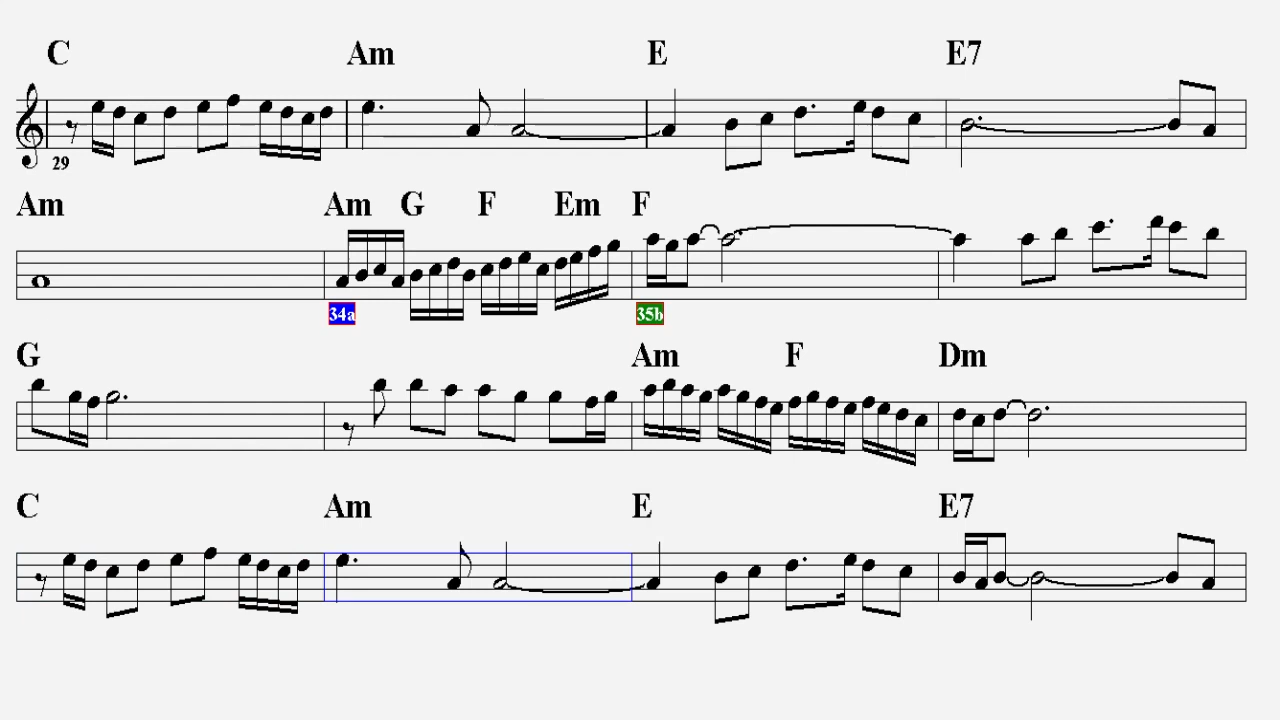 C Am E E7
29
Am Am G F Em F
34a 35b
G Am F Dm
C Am E E7